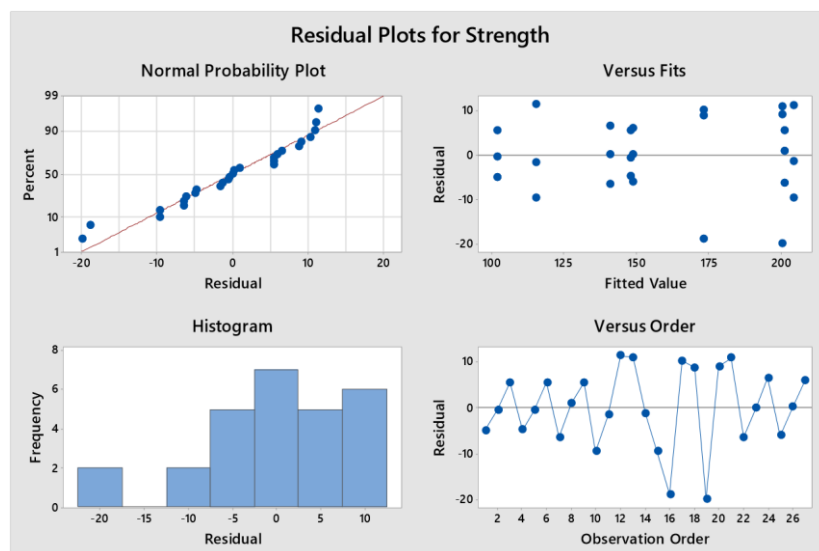 Residual Plots for Strength
Normal Probability Plot
99
90
50
10
1
Percent
-20 -10 0 10 20
Residual
Versus Fits
10
0
-10
-20
Residual
100 125 150 175 200
Fitted Value
Histogram
8
6
4
2
0
Frequency
-20 -15 -10 -5 0 5 10
Residual
Versus Order
10
0
-10
-20
Residual
2 4 6 8 10 12 14 16 18 20 22 24 26
Observation Order